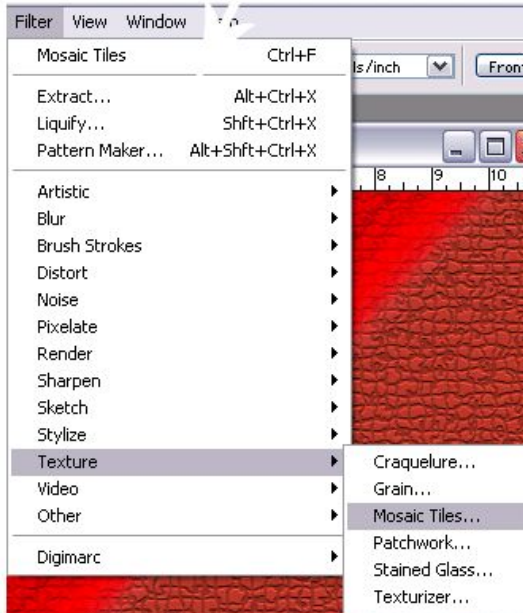 Filter View Window
Mosaic Tiles Ctrl+F
ls/inch Front
Extract... Alt+Ctrl+X
Liquify... Shft+Ctrl+X
Pattern Maker... Alt+Shft+Ctrl+X
8 9 10
Artistic
Blur
Brush Strokes
Distort
Noise
Pixelate
Render
Sharpen
Sketch
Stylize
Texture
Video
Other
Digimarc
Craquelure...
Grain...
Mosaic Tiles...
Patchwork...
Stained Glass...
Texturizer...